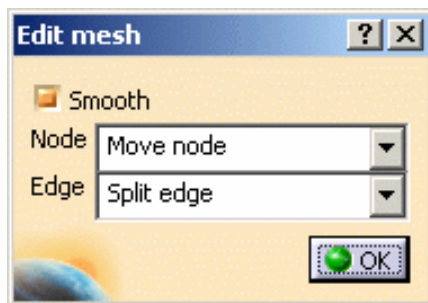 Edit mesh ?
Smooth
Node Move node
Edge Split edge
OK